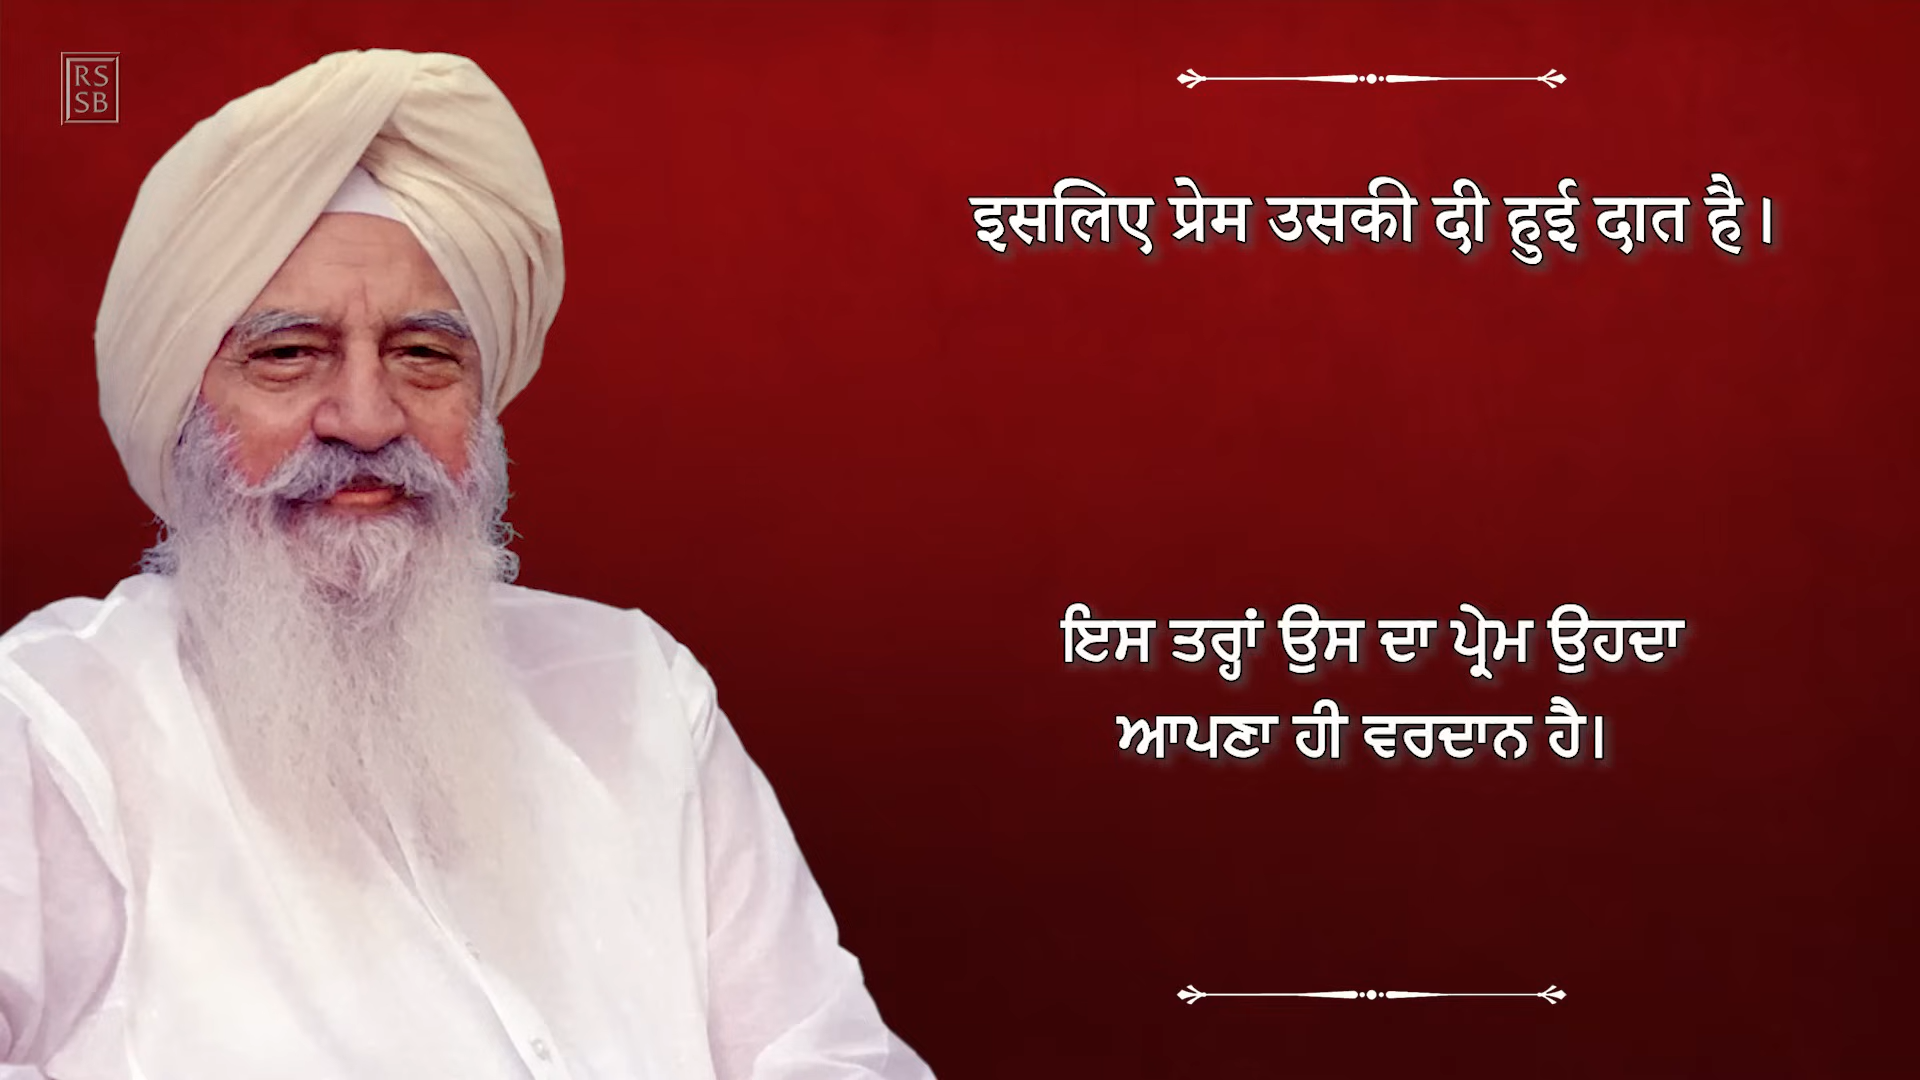 RS
SB
इसलिए प्रेम उसकी दी हुई दात है।
ਇਸ ਤਰ੍ਹਾਂ ਉਸ ਦਾ ਪ੍ਰੇਮ ਉਹਦਾ
ਆਪਣਾ ਹੀ ਵਰਦਾਨ ਹੈ।